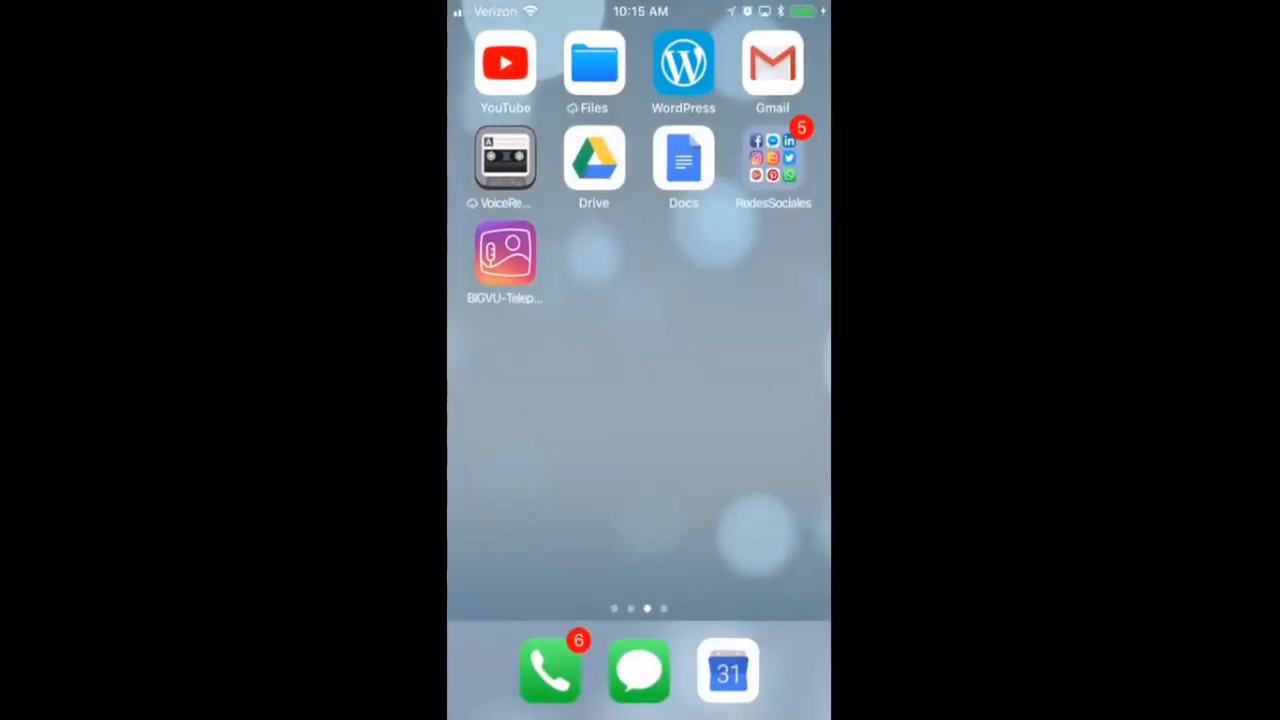 Verizon 10:15 AM
YouTube Files WordPress Gmail
A 5
VoiceRe... Drive Docs RedesSociales
BIGVU-Telep...
6
31